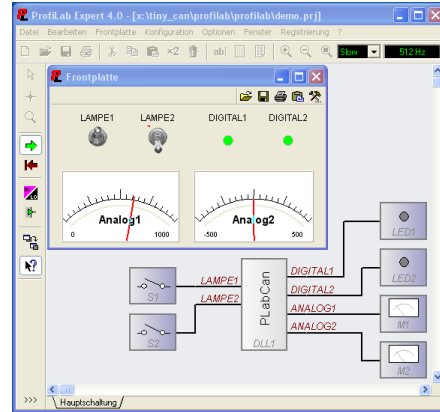 ProfiLab Expert 4.0 - [x:\tiny_can\profilab\profilab\demo.prj]
Datei Bearbeiten Frontplatte Konfiguration Optionen Fenster Registrierung ?
×2 ab| Slow 512 Hz
Frontplatte
LAMPE1 LAMPE2 DIGITAL1 DIGITAL2
Analog1 Analog2
0 1000 -500 500
LED1
LAMPE1 DIGITAL1
S1
LAMPE2 DIGITAL2
LED2
PLabCan
ANALOG1
M1
ANALOG2
S2 DLL1
M2
>>> Hauptschaltung